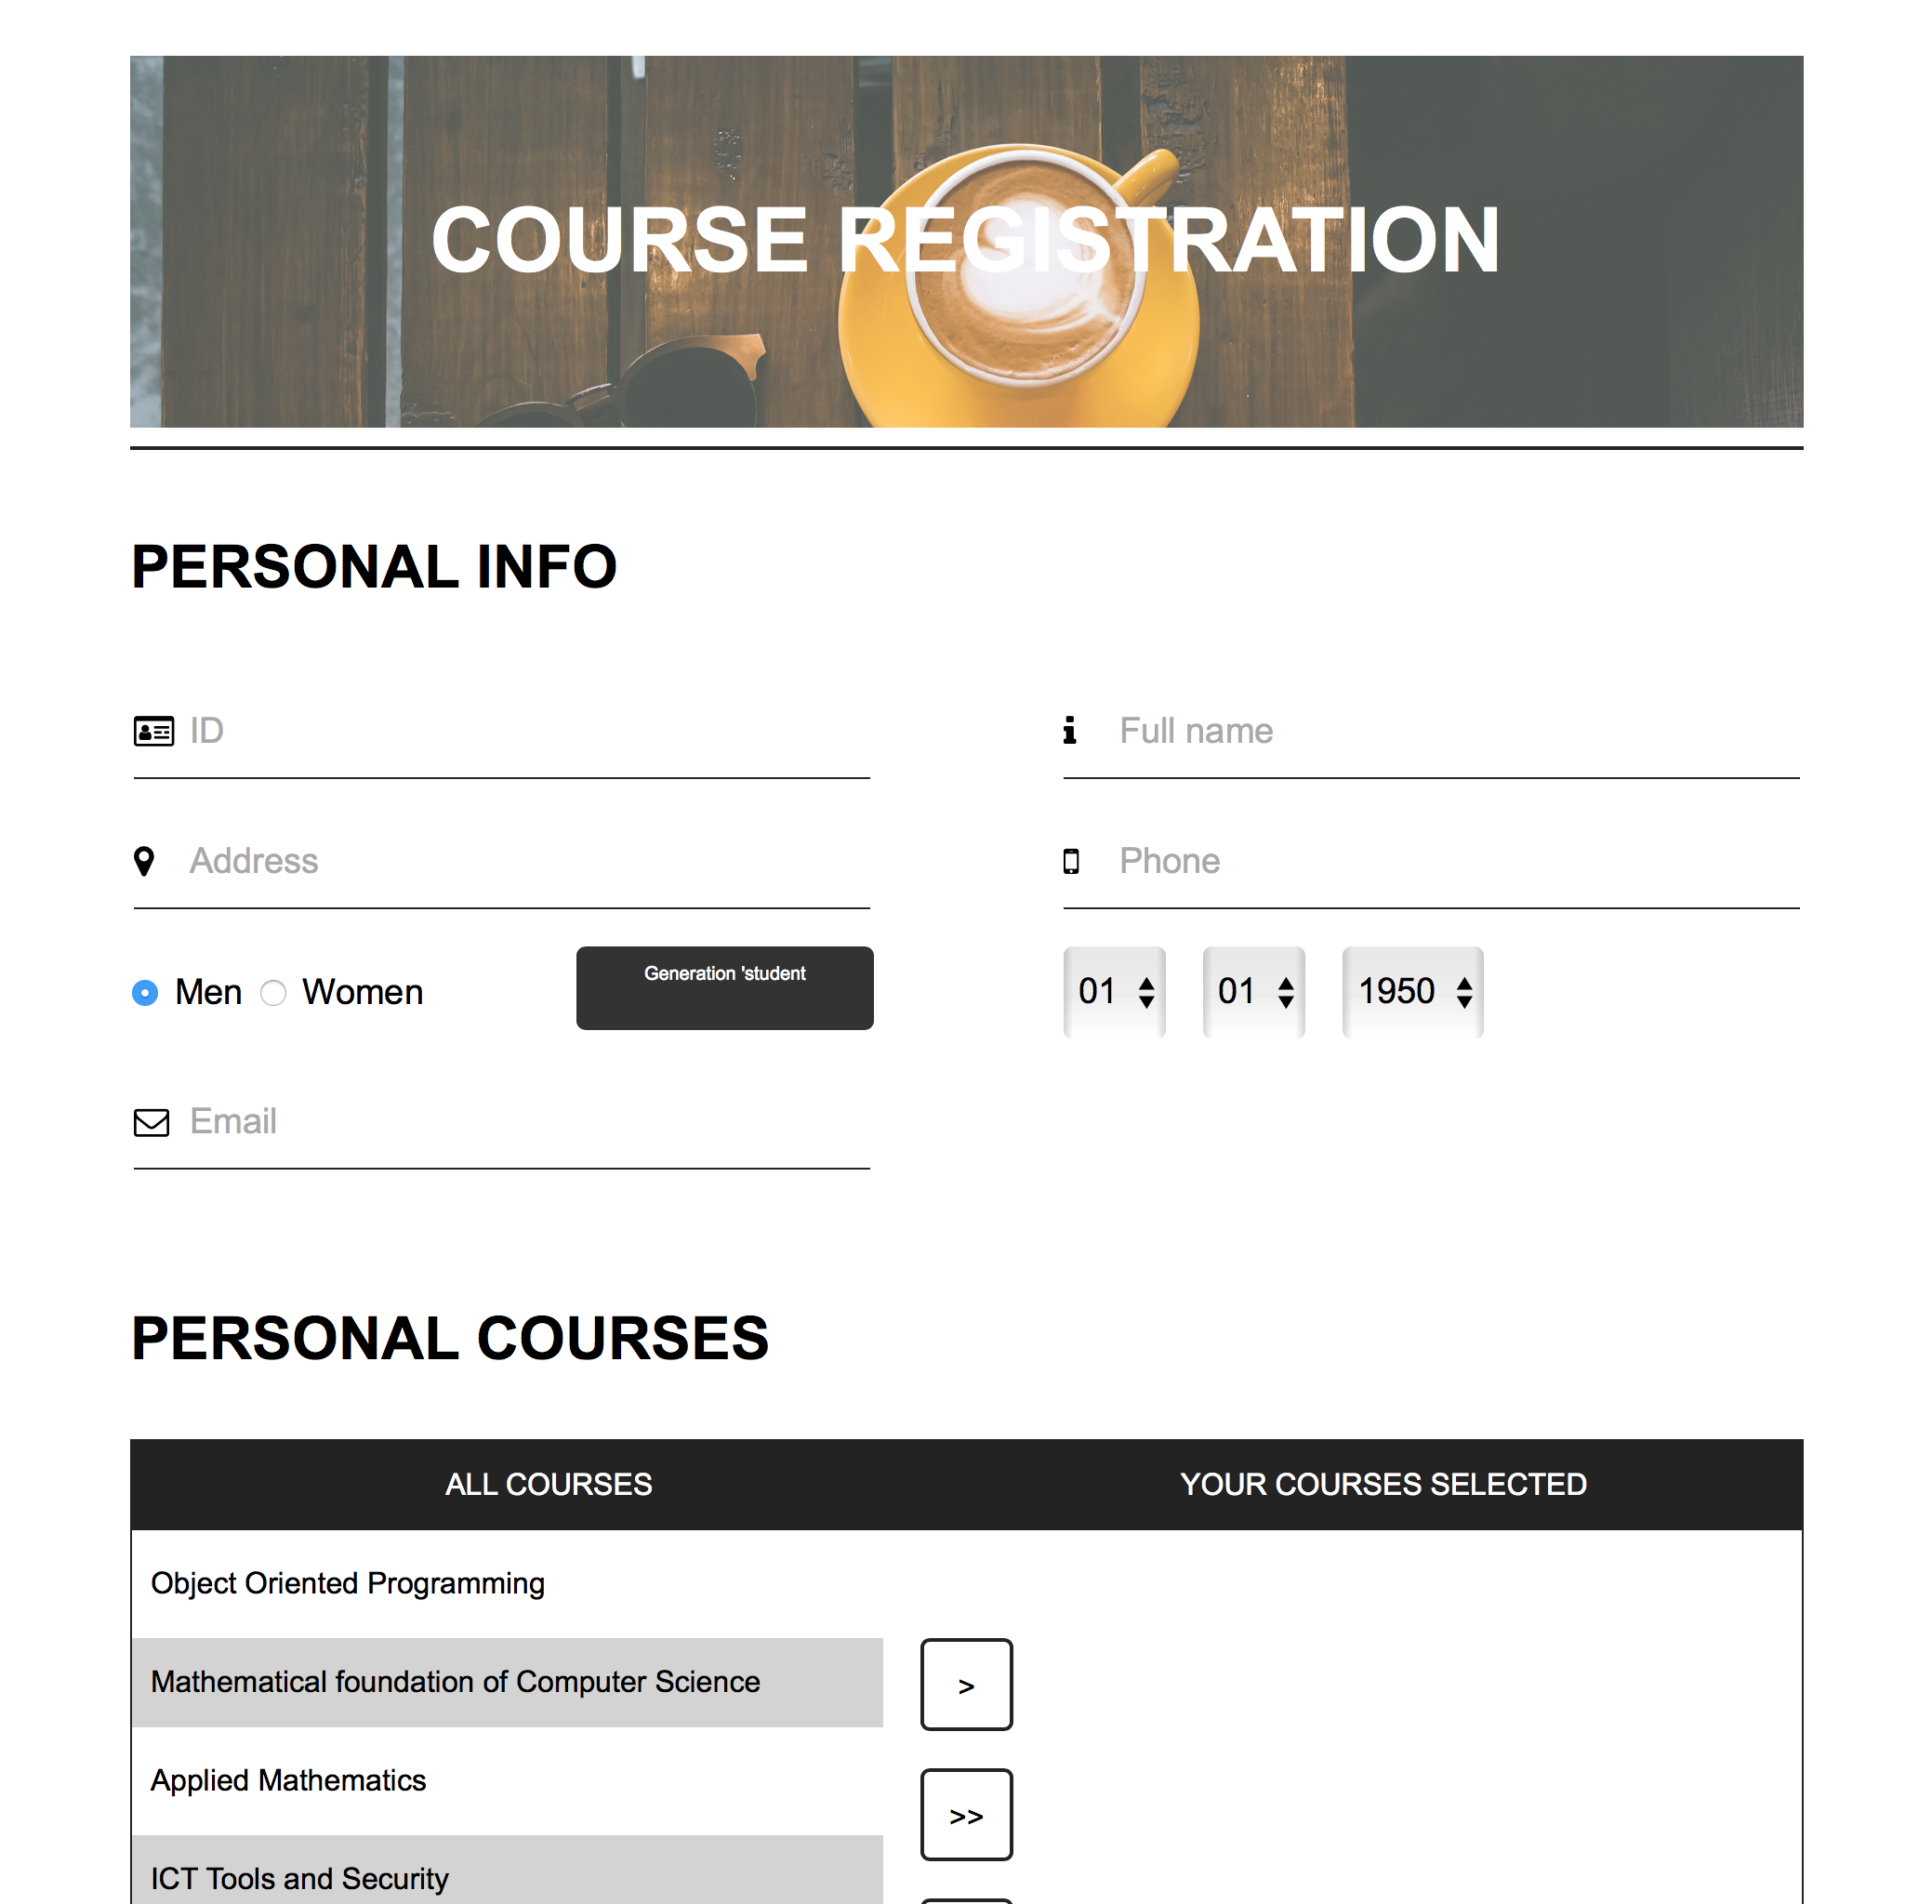 COURSE REGISTRATION
PERSONAL INFO
ID
Full name
Address
Phone
Men Women
Generation 'student
01 01 1950
Email
PERSONAL COURSES
ALL COURSES
YOUR COURSES SELECTED
Object Oriented Programming
Mathematical foundation of Computer Science
>
Applied Mathematics
>>
ICT Tools and Security